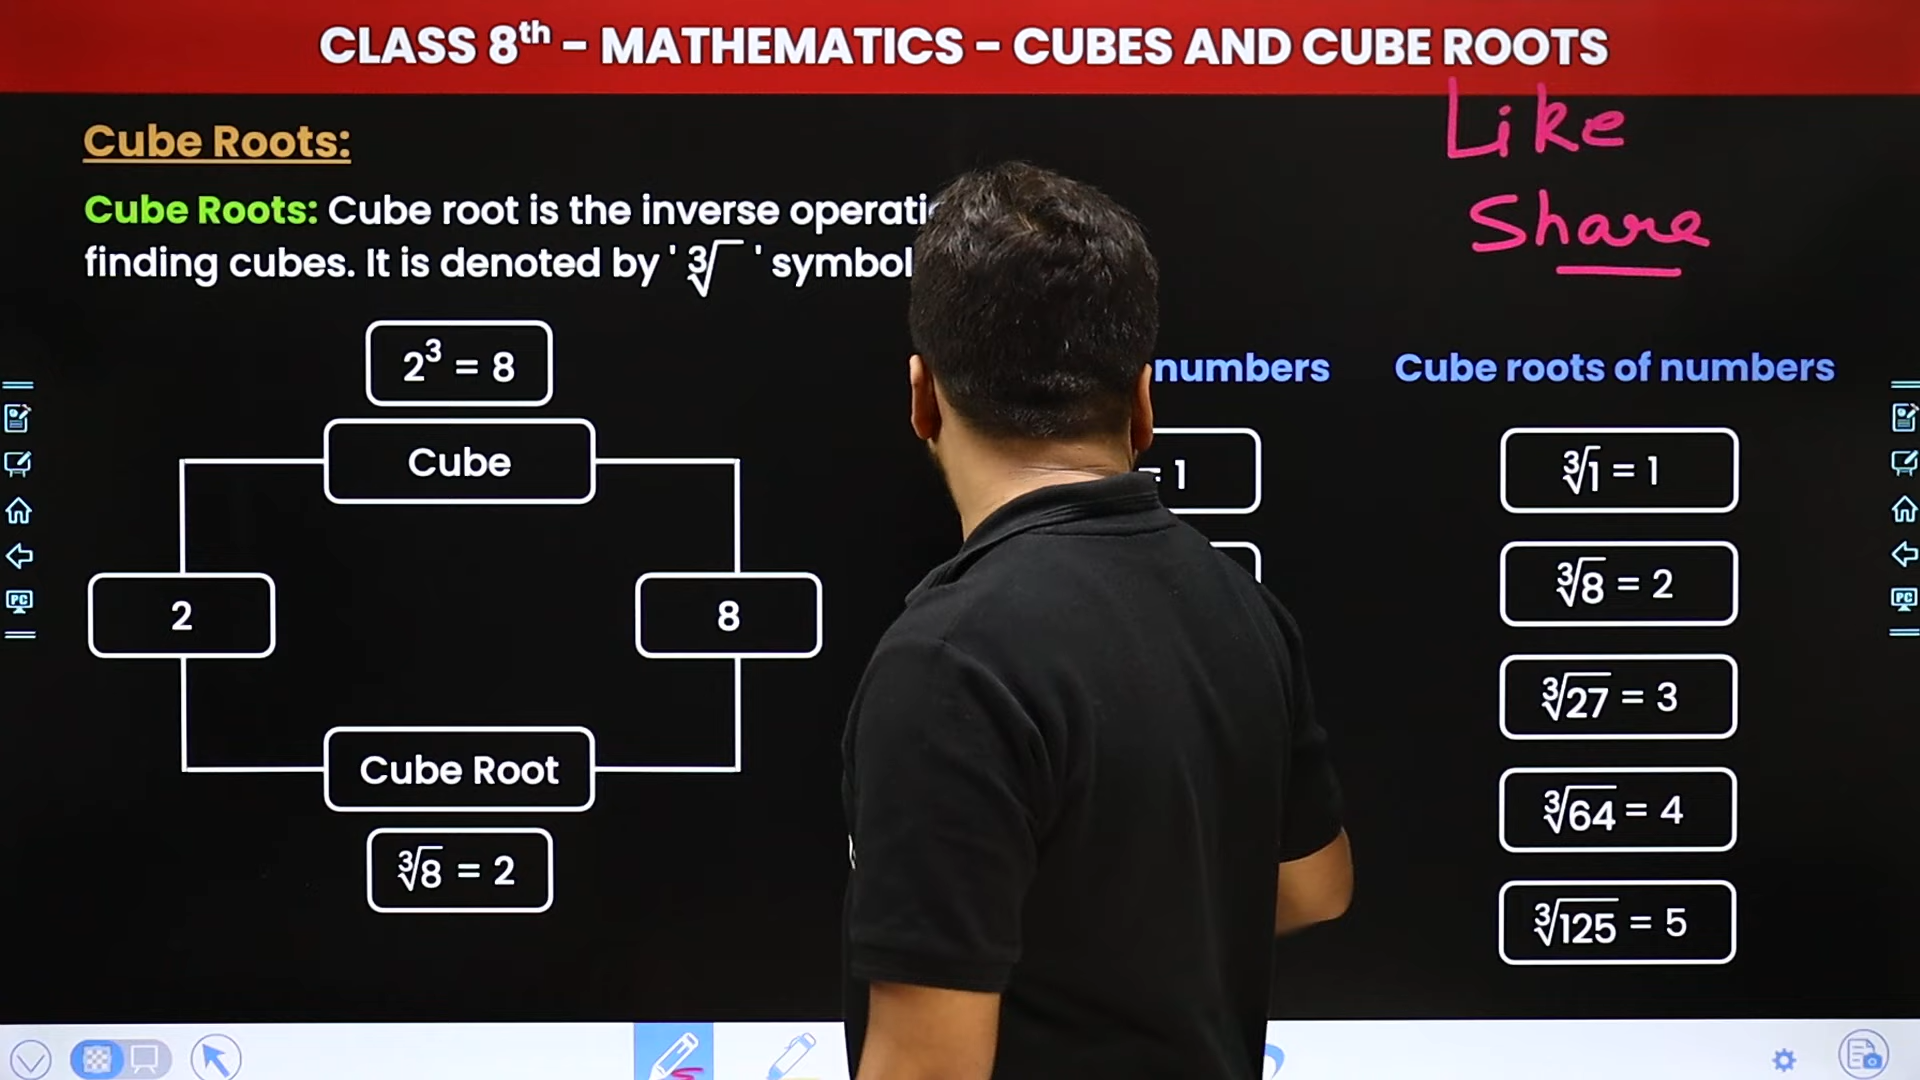 CLASS 8th - MATHEMATICS - CUBES AND CUBE ROOTS
Like
Share
Cube Roots:
Cube Roots: Cube root is the inverse
finding cubes. It is denoted by ' ∛ ' symbol
2³ = 8
Cube
2
8
Cube Root
∛8 = 2
numbers
= 1
Cube roots of numbers
∛1 = 1
∛8 = 2
∛27 = 3
∛64 = 4
∛125 = 5
PC
PC